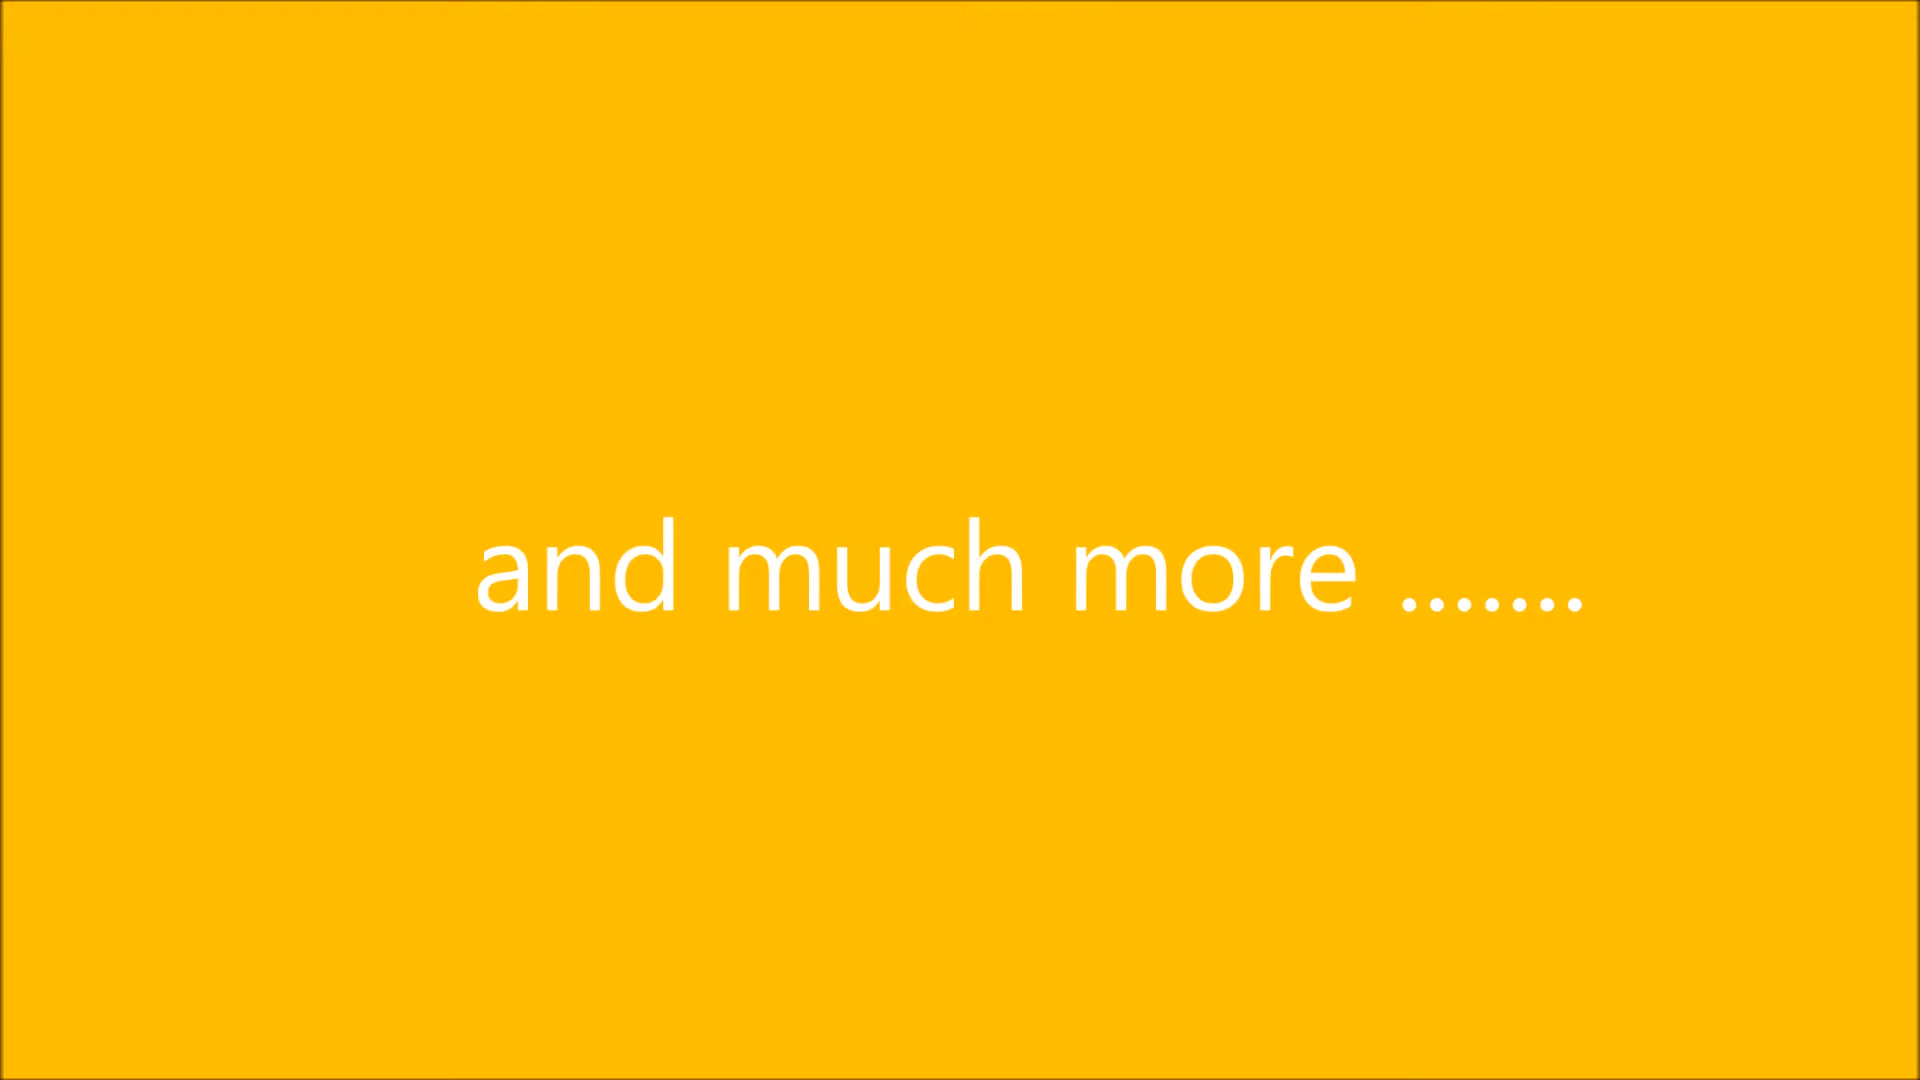 and much more .......